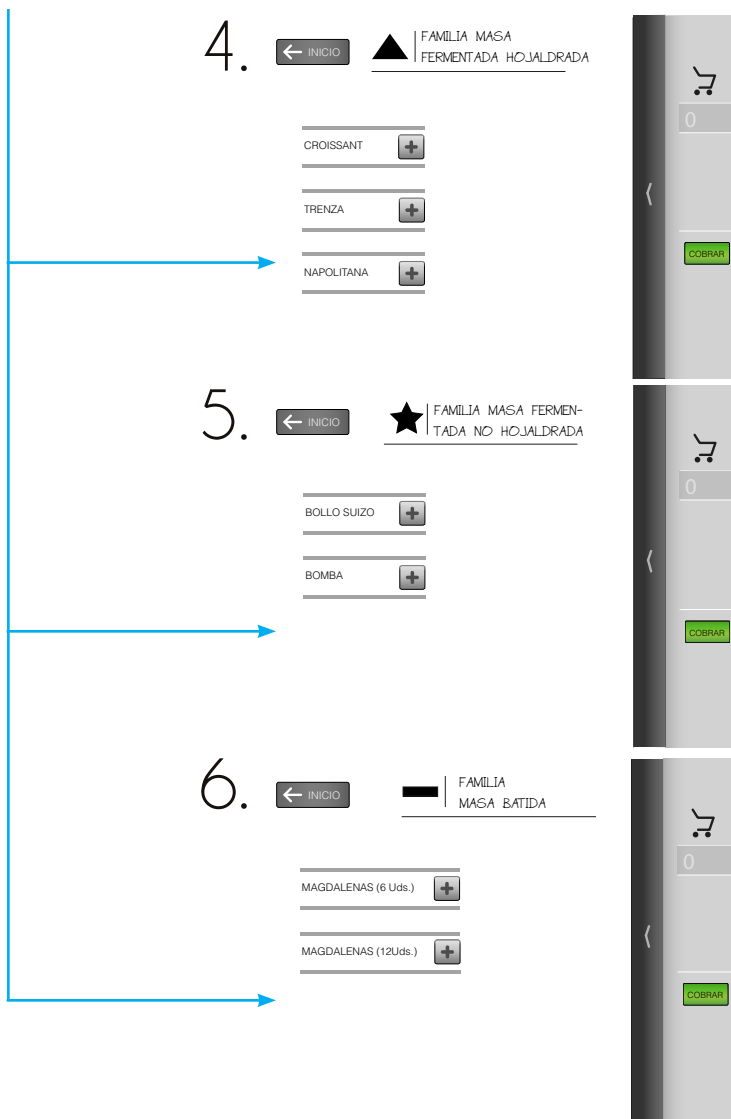 4.
INICIO
FAMILIA MASA
FERMENTADA HOJALDRADA
0
CROISSANT
TRENZA
COBRAR
NAPOLITANA
5.
INICIO
FAMILIA MASA FERMEN-
TADA NO HOJALDRADA
0
BOLLO SUIZO
BOMBA
COBRAR
6.
INICIO
FAMILIA
MASA BATIDA
0
MAGDALENAS (6 Uds.)
MAGDALENAS (12Uds.)
COBRAR